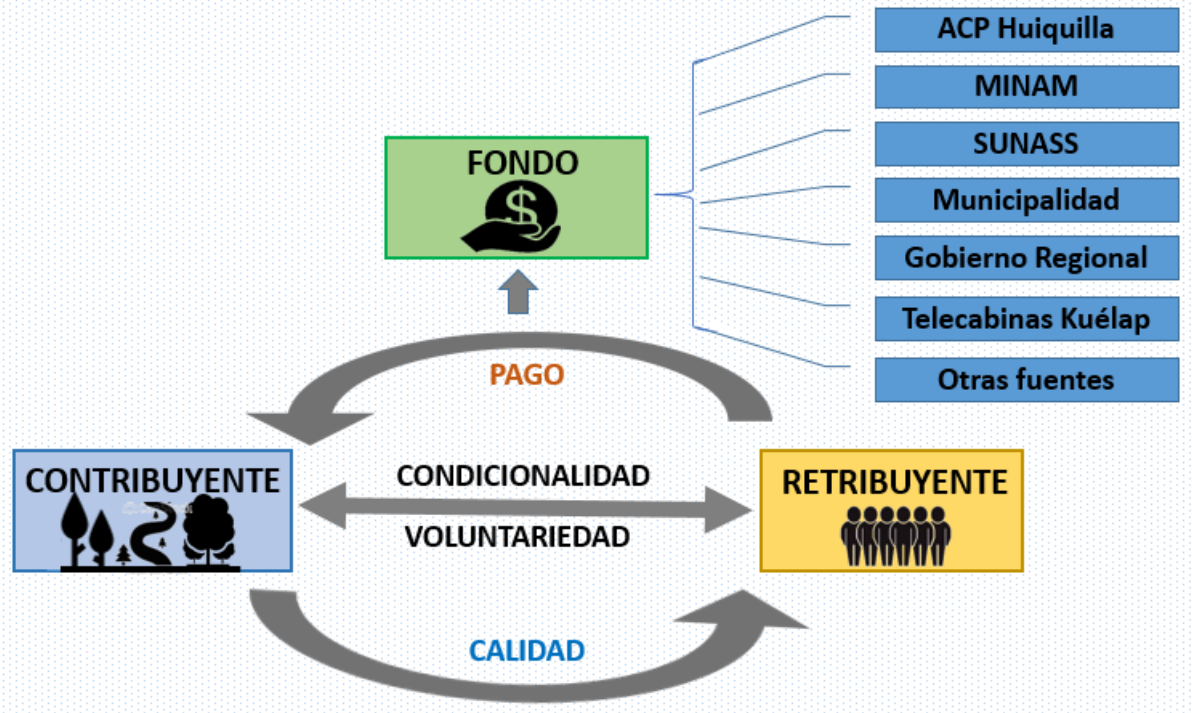 ACP Huiquilla
MINAM
SUNASS
Municipalidad
Gobierno Regional
Telecabinas Kuélap
Otras fuentes
FONDO
$
PAGO
CONTRIBUYENTE
CONDICIONALIDAD
VOLUNTARIEDAD
RETRIBUYENTE
CALIDAD